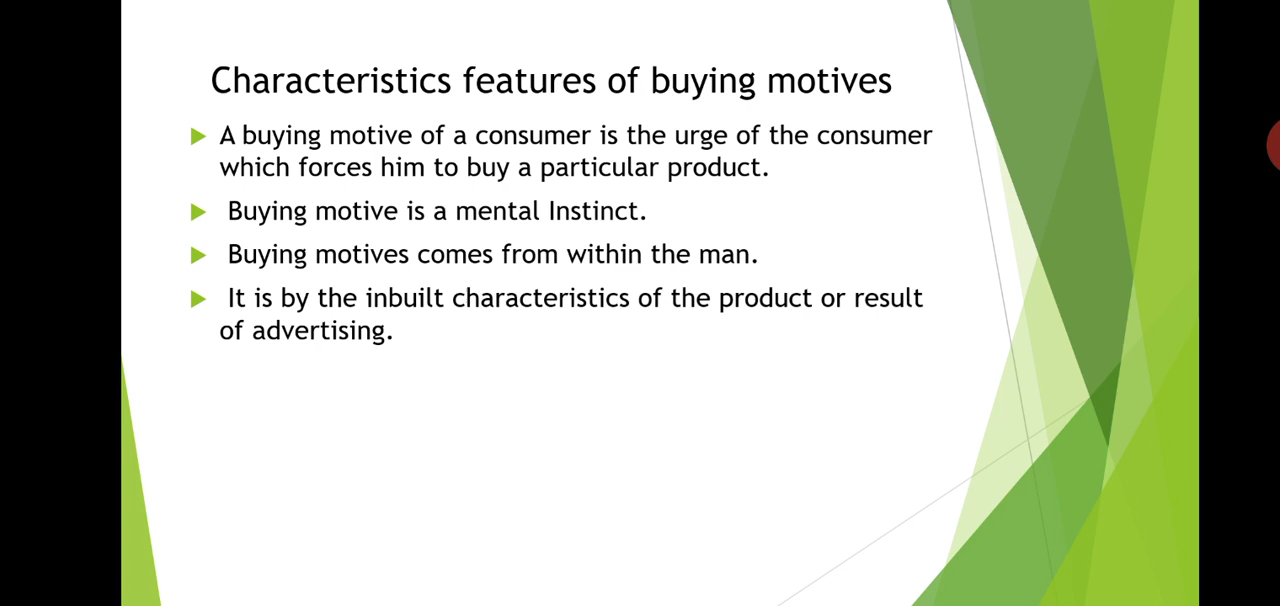 Characteristics features of buying motives
A buying motive of a consumer is the urge of the consumer
which forces him to buy a particular product.
Buying motive is a mental Instinct.
Buying motives comes from within the man.
It is by the inbuilt characteristics of the product or result
of advertising.